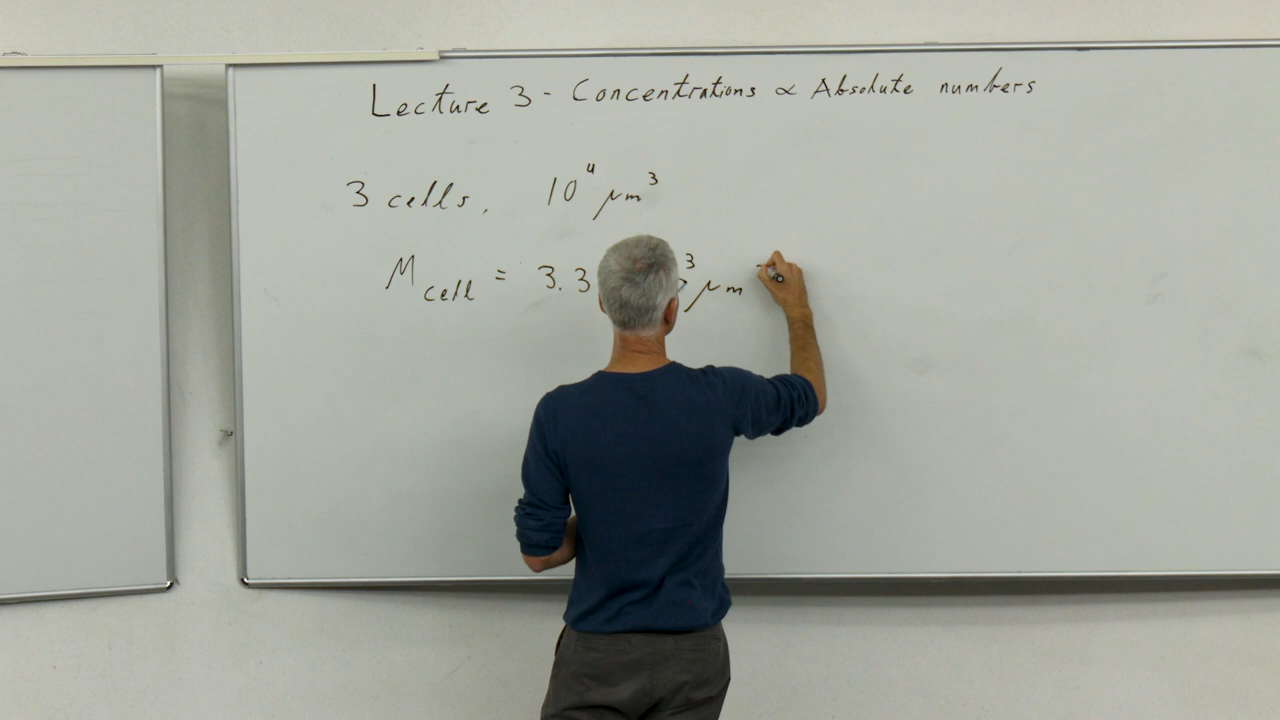 Lecture 3 - Concentrations ∝ Absolute numbers
3 cells, 10⁴ μm³
M cell = 3.3 ³ μm